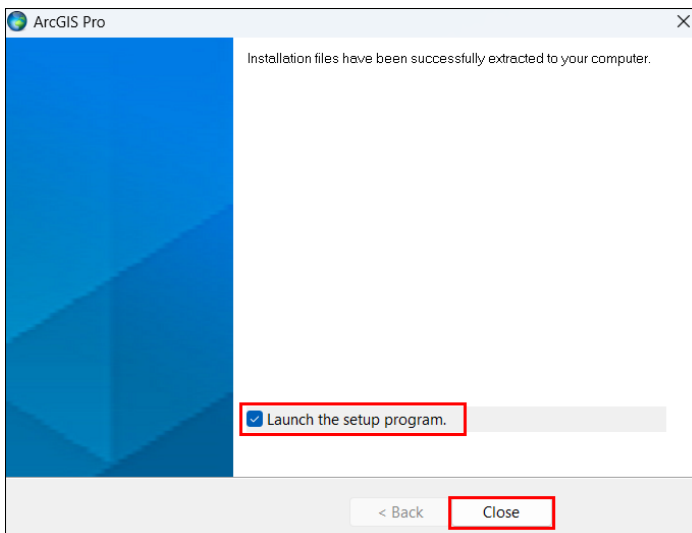 ArcGIS Pro
Installation files have been successfully extracted to your computer.
Launch the setup program.
< Back
Close